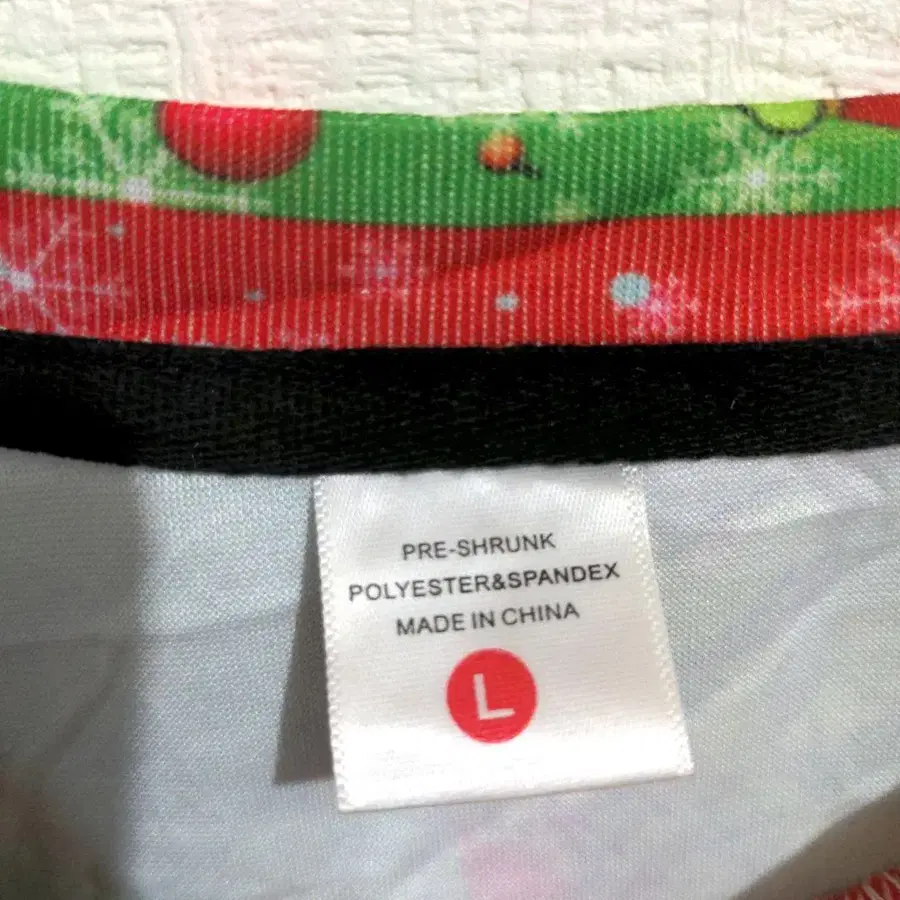 PRE-SHRUNK
POLYESTER&SPANDEX
MADE IN CHINA
L